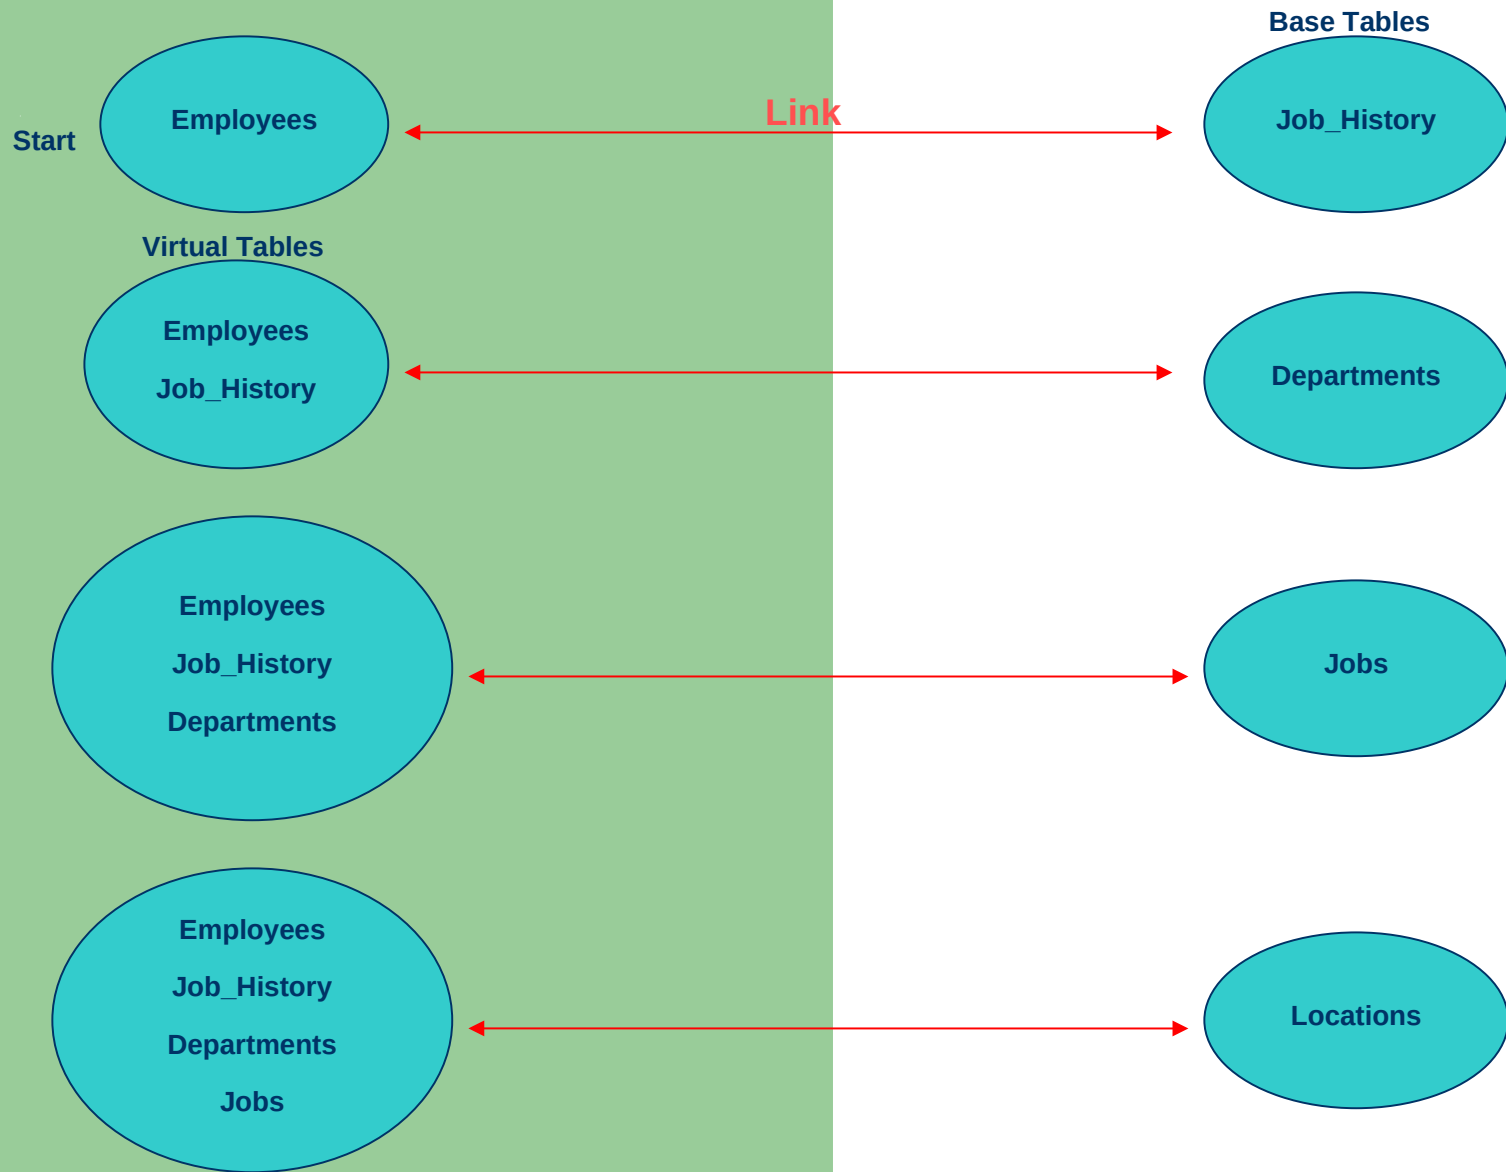 Base Tables
Employees
Link
Job_History
Start
Virtual Tables
Employees
Job_History
Departments
Employees
Job_History
Departments
Jobs
Employees
Job_History
Departments
Jobs
Locations